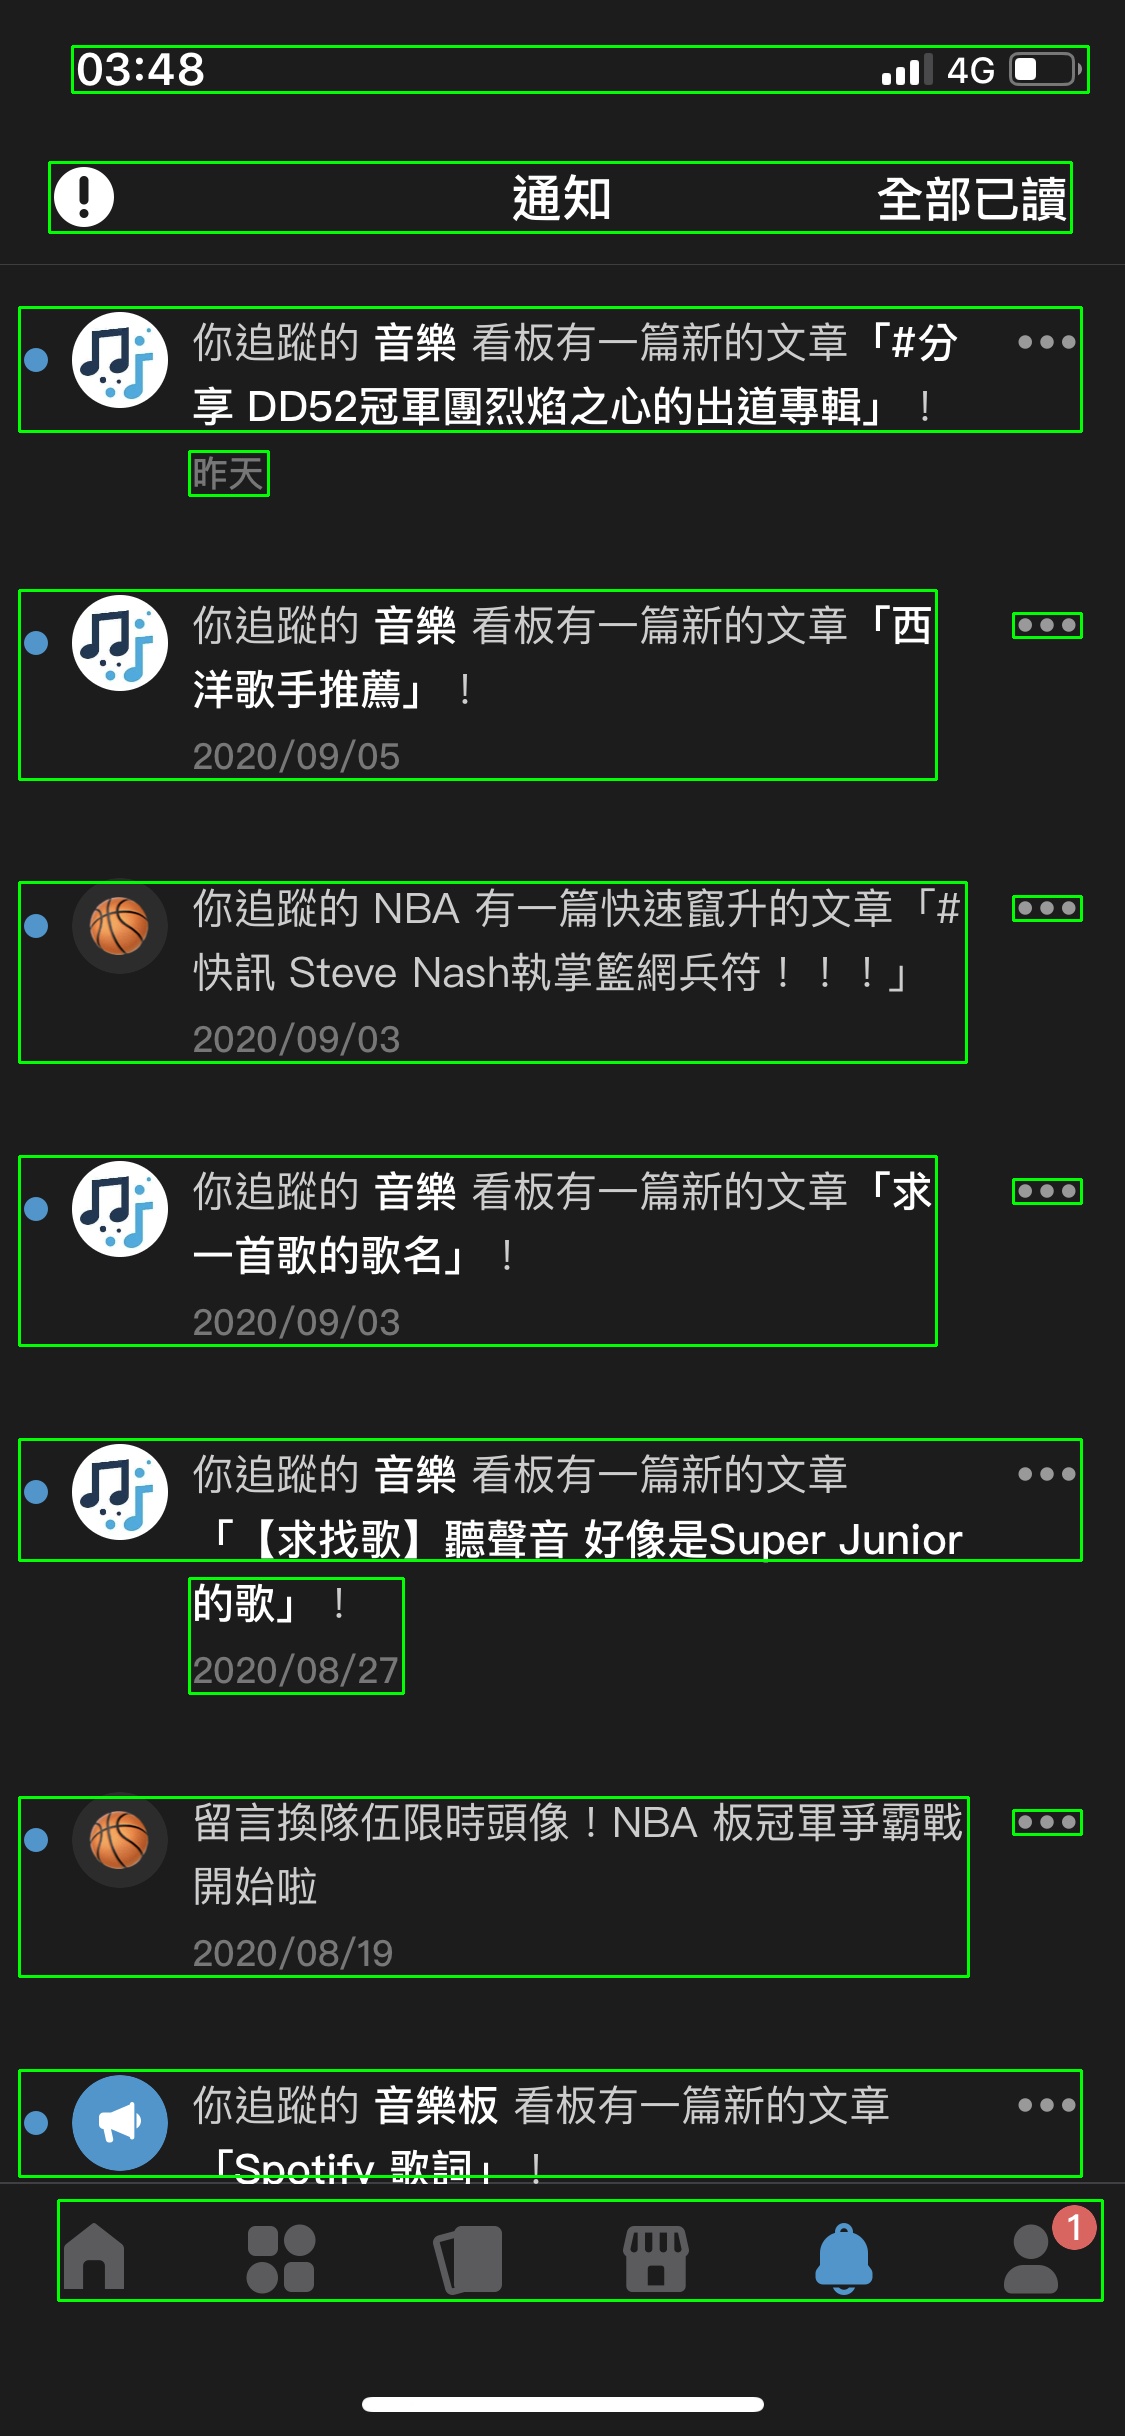 03:48 4G
通知 全部已讀
你追蹤的 音樂 看板有一篇新的文章「#分
享 DD52冠軍團烈焰之心的出道專輯」！
昨天
你追蹤的 音樂 看板有一篇新的文章「西
洋歌手推薦」！
2020/09/05
你追蹤的 NBA 有一篇快速竄升的文章「#
快訊 Steve Nash執掌籃網兵符！！！」
2020/09/03
你追蹤的 音樂 看板有一篇新的文章「求
一首歌的歌名」！
2020/09/03
你追蹤的 音樂 看板有一篇新的文章
「【求找歌】聽聲音 好像是Super Junior
的歌」！
2020/08/27
留言換隊伍限時頭像！NBA 板冠軍爭霸戰
開始啦
2020/08/19
你追蹤的 音樂板 看板有一篇新的文章
「Spotify 歌詞」！
1